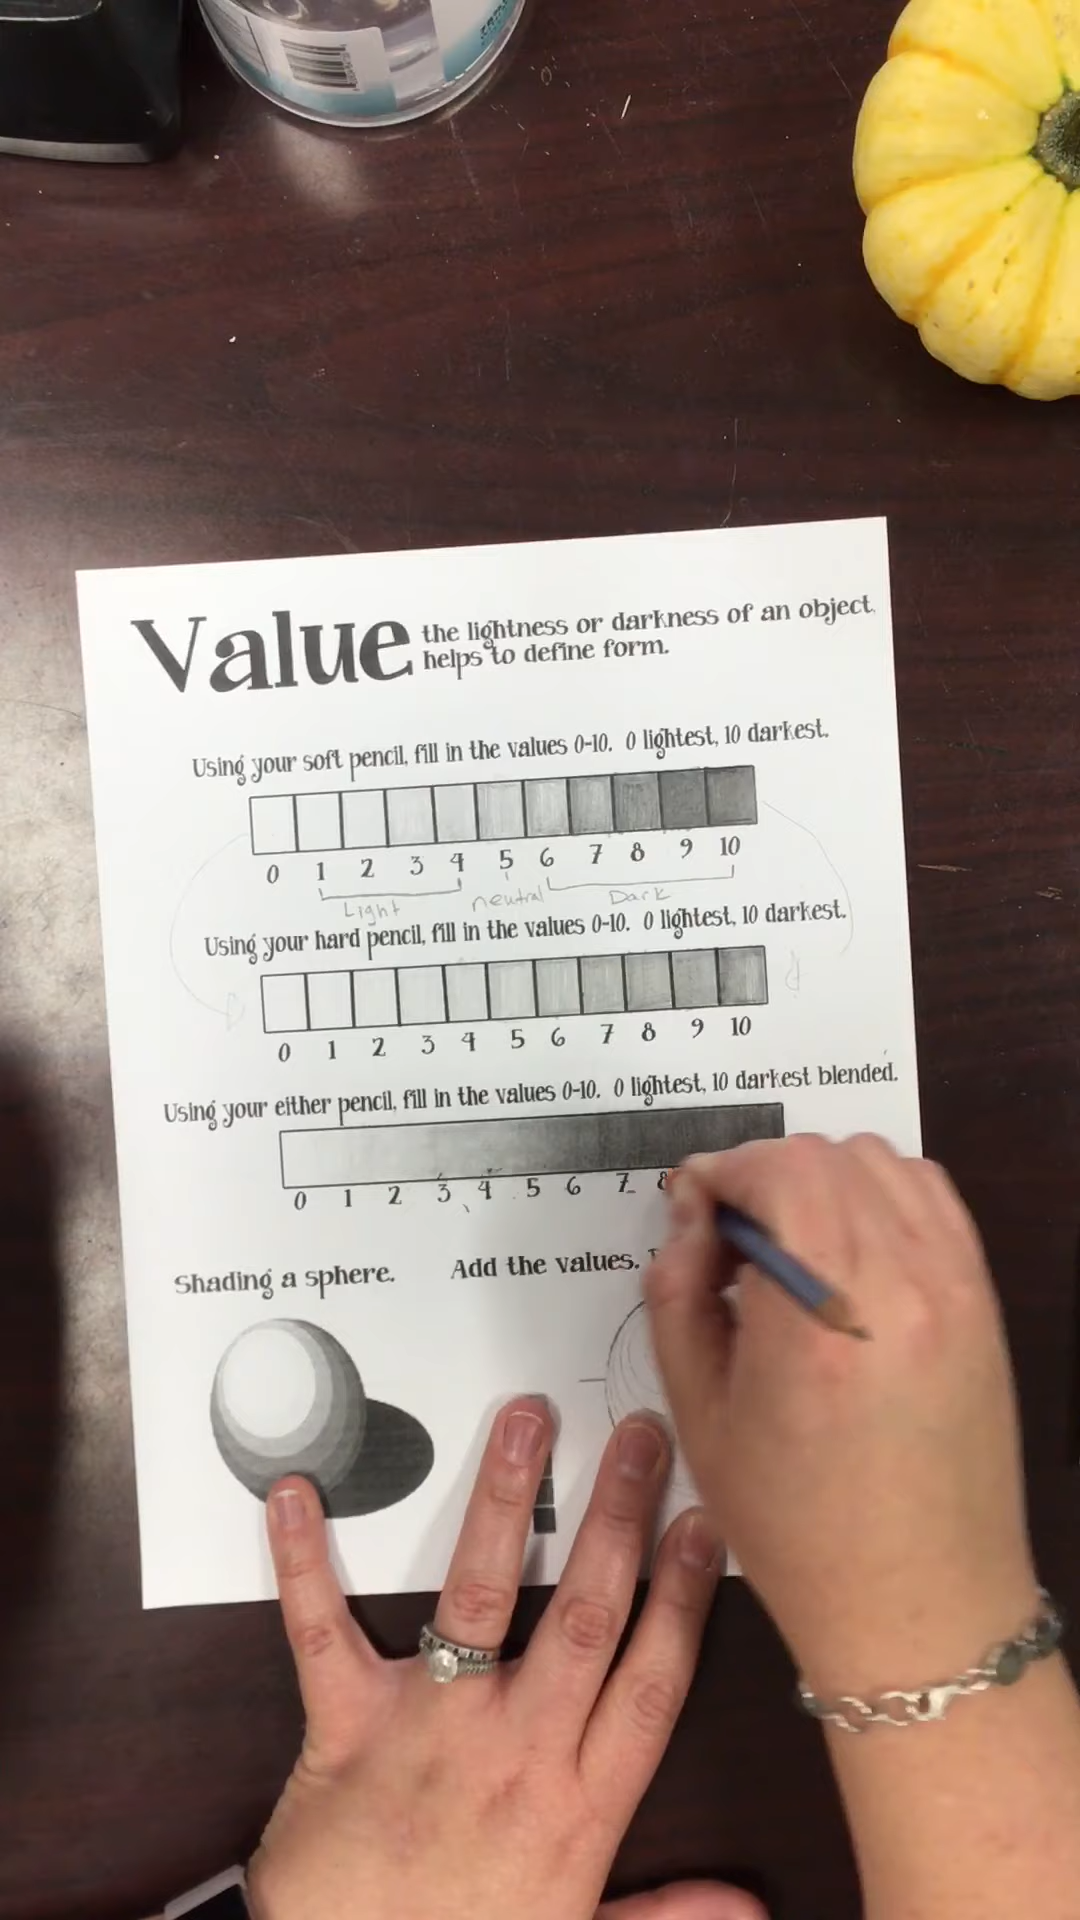 Value
the lightness or darkness of an object,
helps to define form.
Using your soft pencil, fill in the values 0-10. 0 lightest, 10 darkest.
0 1 2 3 4 5 6 7 8 9 10
Light neutral Dark
Using your hard pencil, fill in the values 0-10. 0 lightest, 10 darkest.
0 1 2 3 4 5 6 7 8 9 10
Using your either pencil, fill in the values 0-10. 0 lightest, 10 darkest blended.
0 1 2 3 4 5 6 7 8
Shading a sphere. Add the values.